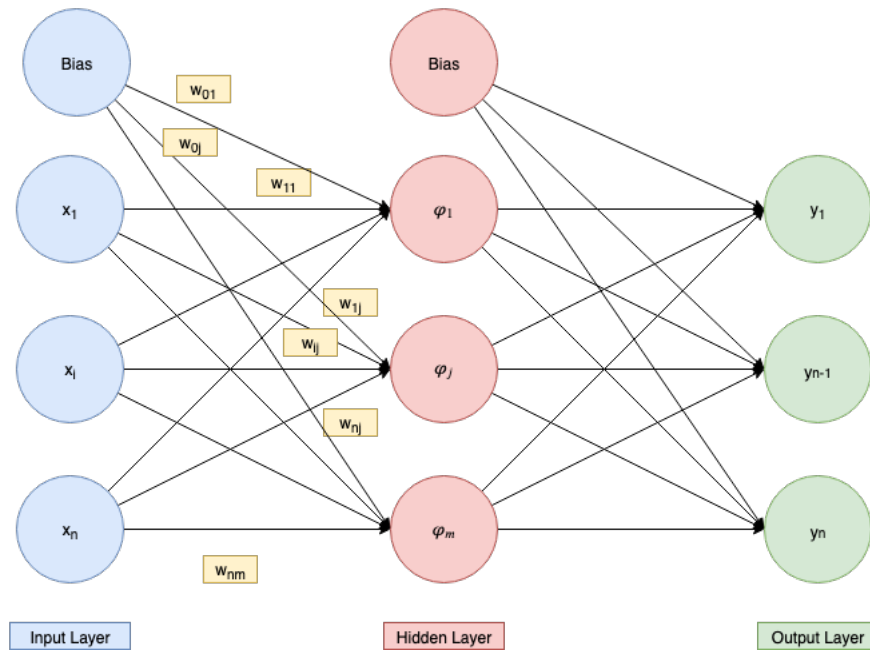 Bias
Bias
w01
w0j
w11
x1
φ1
y1
w1j
wij
xi
φj
yn-1
wnj
xn
φm
yn
wnm
Input Layer
Hidden Layer
Output Layer